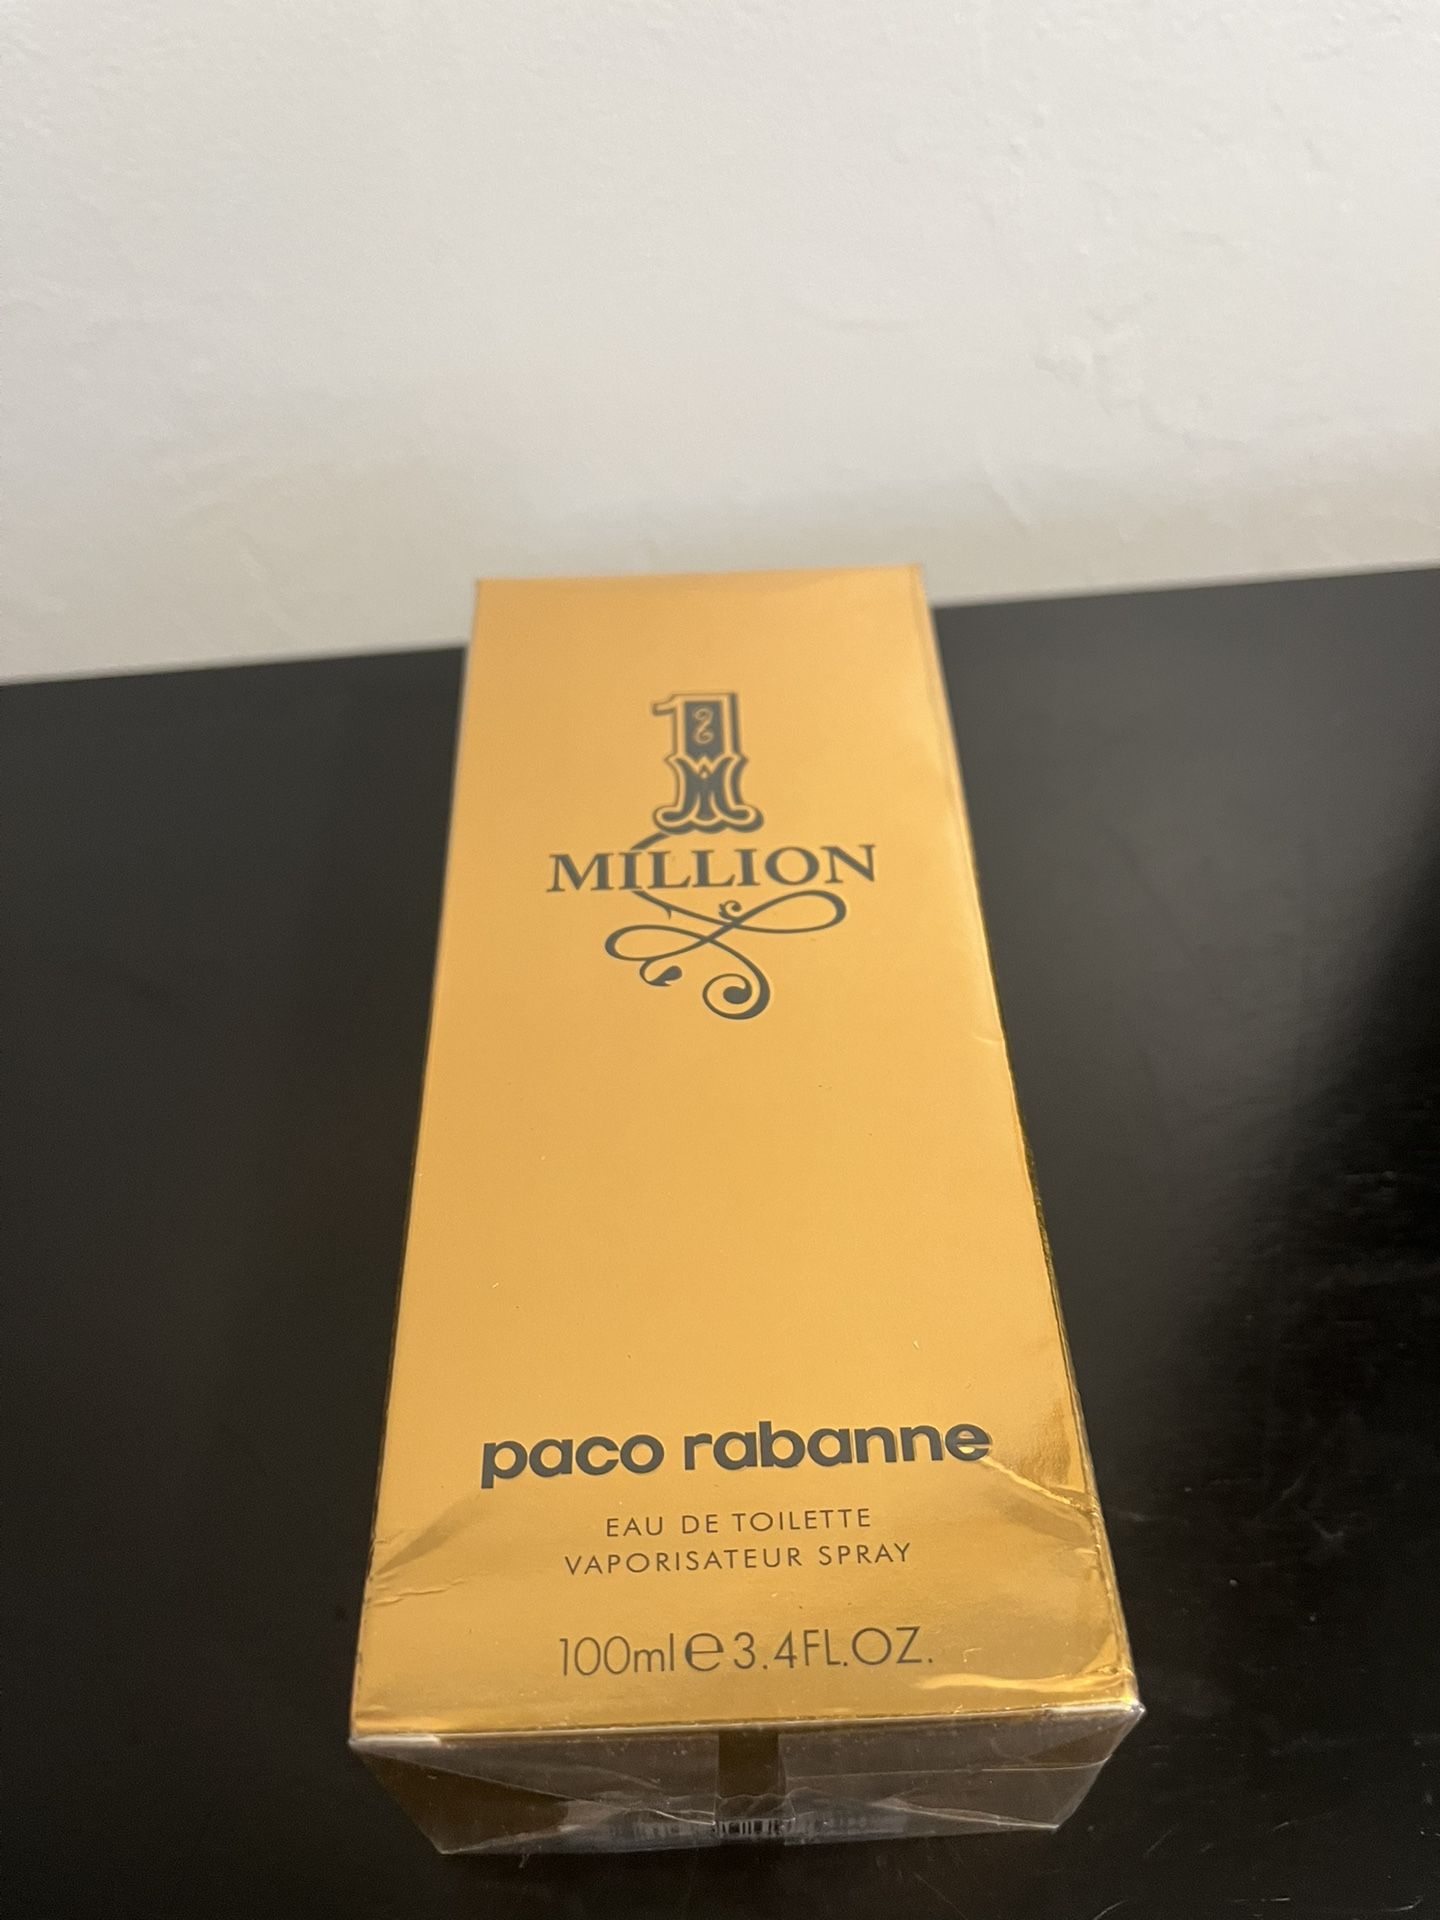 1
MILLION
paco rabanne
EAU DE TOILETTE
VAPORISATEUR SPRAY
100ml e 3.4FL.OZ.